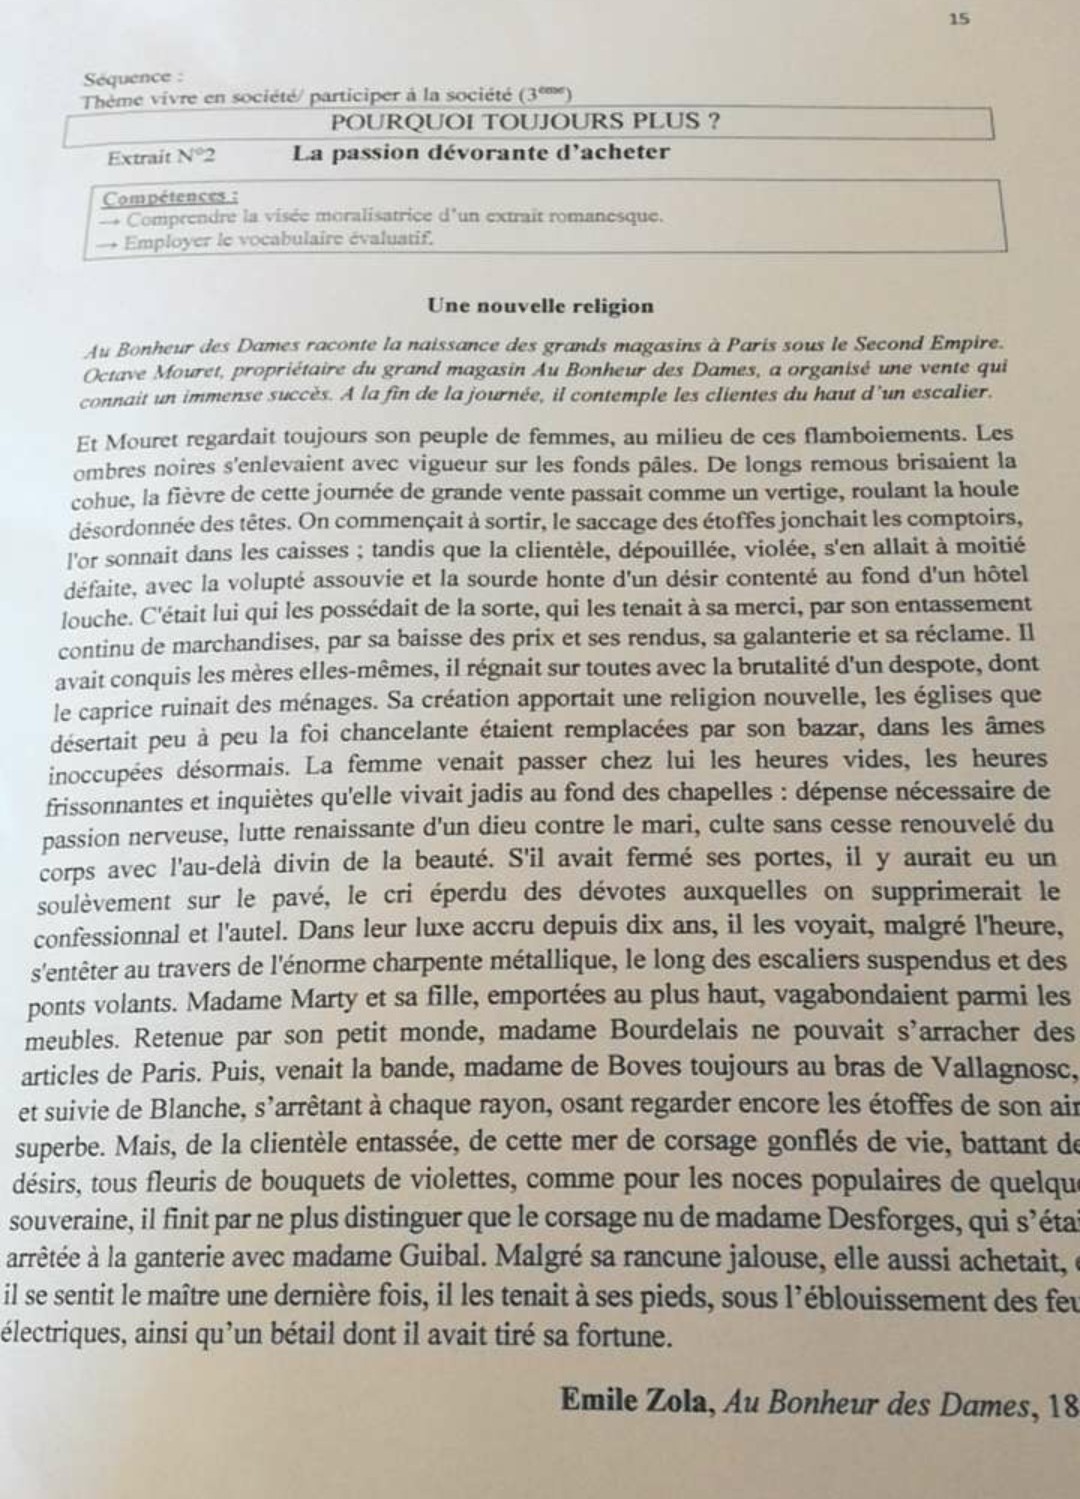 15
Séquence :
Thème vivre en société/ participer à la société (3ème)
POURQUOI TOUJOURS PLUS ?
Extrait N°2 La passion dévorante d'acheter
Compétences :
→ Comprendre la visée moralisatrice d'un extrait romanesque.
→ Employer le vocabulaire évaluatif.
Une nouvelle religion
Au Bonheur des Dames raconte la naissance des grands magasins à Paris sous le Second Empire.
Octave Mouret, propriétaire du grand magasin Au Bonheur des Dames, a organisé une vente qui
connait un immense succès. A la fin de la journée, il contemple les clientes du haut d'un escalier.
Et Mouret regardait toujours son peuple de femmes, au milieu de ces flamboiements. Les
ombres noires s'enlevaient avec vigueur sur les fonds pâles. De longs remous brisaient la
cohue, la fièvre de cette journée de grande vente passait comme un vertige, roulant la houle
désordonnée des têtes. On commençait à sortir, le saccage des étoffes jonchait les comptoirs,
l'or sonnait dans les caisses ; tandis que la clientèle, dépouillée, violée, s'en allait à moitié
défaite, avec la volupté assouvie et la sourde honte d'un désir contenté au fond d'un hôtel
louche. C'était lui qui les possédait de la sorte, qui les tenait à sa merci, par son entassement
continu de marchandises, par sa baisse des prix et ses rendus, sa galanterie et sa réclame. Il
avait conquis les mères elles-mêmes, il régnait sur toutes avec la brutalité d'un despote, dont
le caprice ruinait des ménages. Sa création apportait une religion nouvelle, les églises que
désertait peu à peu la foi chancelante étaient remplacées par son bazar, dans les âmes
inoccupées désormais. La femme venait passer chez lui les heures vides, les heures
frissonnantes et inquiètes qu'elle vivait jadis au fond des chapelles : dépense nécessaire de
passion nerveuse, lutte renaissante d'un dieu contre le mari, culte sans cesse renouvelé du
corps avec l'au-delà divin de la beauté. S'il avait fermé ses portes, il y aurait eu un
soulèvement sur le pavé, le cri éperdu des dévotes auxquelles on supprimerait le
confessionnal et l'autel. Dans leur luxe accru depuis dix ans, il les voyait, malgré l'heure,
s'entêter au travers de l'énorme charpente métallique, le long des escaliers suspendus et des
ponts volants. Madame Marty et sa fille, emportées au plus haut, vagabondaient parmi les
meubles. Retenue par son petit monde, madame Bourdelais ne pouvait s'arracher des
articles de Paris. Puis, venait la bande, madame de Boves toujours au bras de Vallagnosc,
et suivie de Blanche, s'arrêtant à chaque rayon, osant regarder encore les étoffes de son air
superbe. Mais, de la clientèle entassée, de cette mer de corsage gonflés de vie, battant de
désirs, tous fleuris de bouquets de violettes, comme pour les noces populaires de quelque
souveraine, il finit par ne plus distinguer que le corsage nu de madame Desforges, qui s'étai
arrêtée à la ganterie avec madame Guibal. Malgré sa rancune jalouse, elle aussi achetait,
il se sentit le maître une dernière fois, il les tenait à ses pieds, sous l'éblouissement des feu
électriques, ainsi qu'un bétail dont il avait tiré sa fortune.
Emile Zola, Au Bonheur des Dames, 18